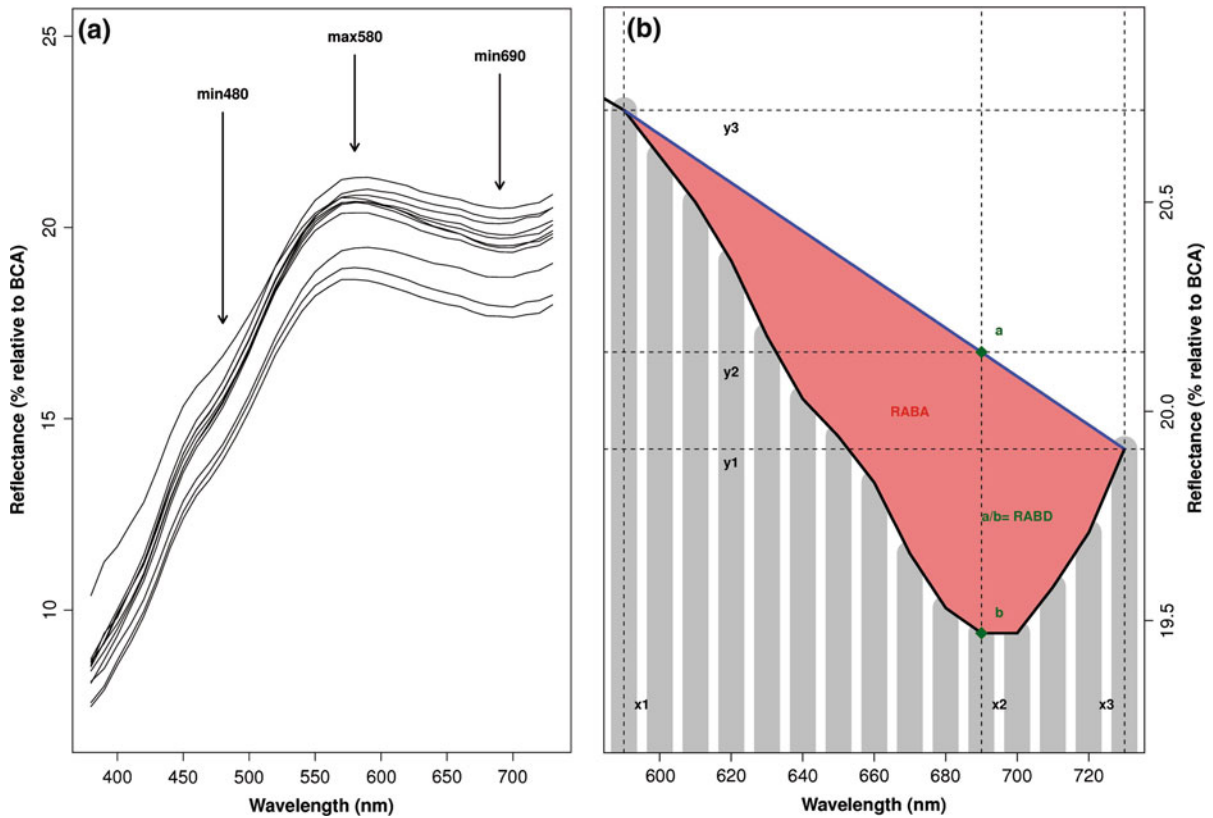 (a)
max580
min690
min480
25
20
15
10
Reflectance (% relative to BCA)
400 450 500 550 600 650 700
Wavelength (nm)
(b)
y3
a
y2
RABA
y1
a/b= RABD
b
x1 x2 x3
20.5
20.0
19.5
Reflectance (% relative to BCA)
600 620 640 660 680 700 720
Wavelength (nm)